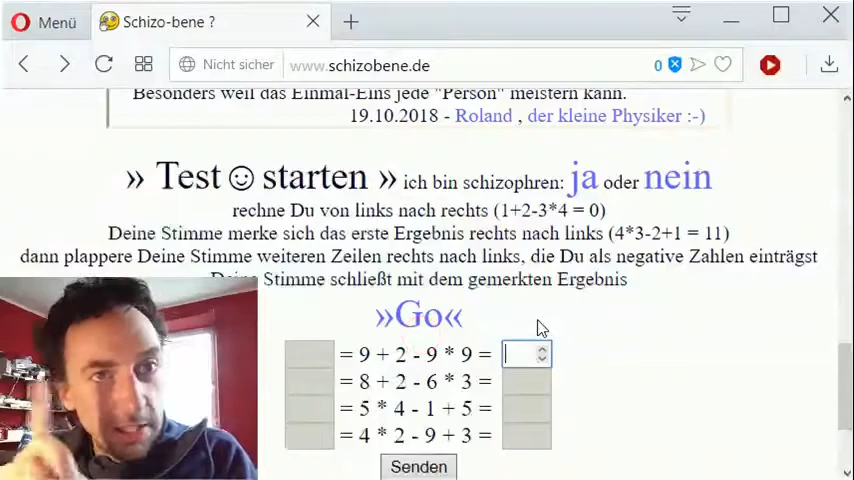 Menü
Schizo-bene ?
Nicht sicher www.schizobene.de 0
Besonders weil das Einmal-Eins jede "Person" meistern kann.
19.10.2018 - Roland , der kleine Physiker :-)
» Test☺starten » ich bin schizophren: ja oder nein
rechne Du von links nach rechts (1+2-3*4 = 0)
Deine Stimme merke sich das erste Ergebnis rechts nach links (4*3-2+1 = 11)
dann plappere Deine Stimme weiteren Zeilen rechts nach links, die Du als negative Zahlen einträgst
Deine Stimme schließt mit dem gemerkten Ergebnis
»Go«
= 9 + 2 - 9 * 9 =
= 8 + 2 - 6 * 3 =
= 5 * 4 - 1 + 5 =
= 4 * 2 - 9 + 3 =
Senden